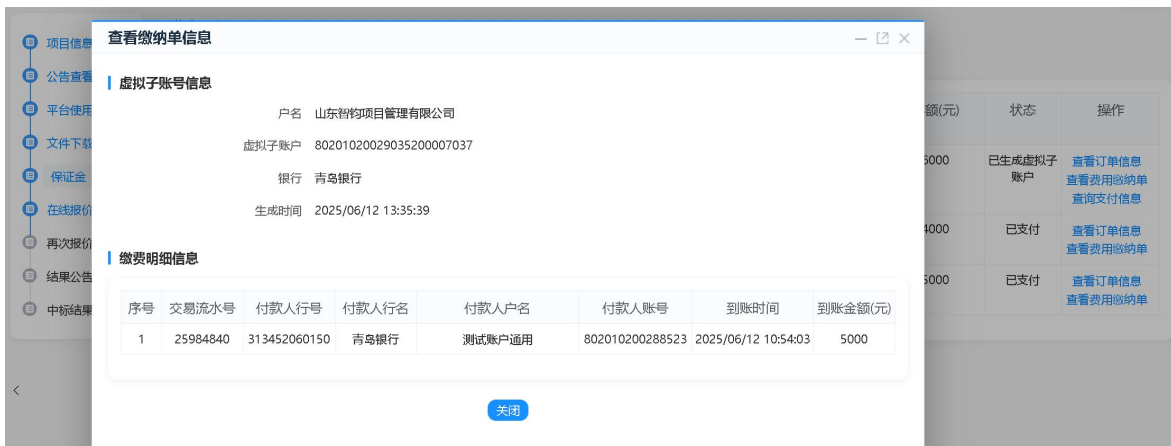 查看缴纳单信息
项目信息
公告查看
平台使用
文件下载
保证金
在线报价
再次报价
结果公告
中标结果
虚拟子账号信息
户名 山东智钧项目管理有限公司
虚拟子账户 80201020029035200007037
银行 青岛银行
生成时间 2025/06/12 13:35:39
缴费明细信息
序号 交易流水号 付款人行号 付款人行名 付款人户名 付款人账号 到账时间 到账金额(元)
1 25984840 313452060150 青岛银行 测试账户通用 802010200288523 2025/06/12 10:54:03 5000
关闭
额(元) 状态 操作
5000 已生成虚拟子账户 查看订单信息
查看费用缴纳单
查询支付信息
4000 已支付 查看订单信息
查看费用缴纳单
5000 已支付 查看订单信息
查看费用缴纳单